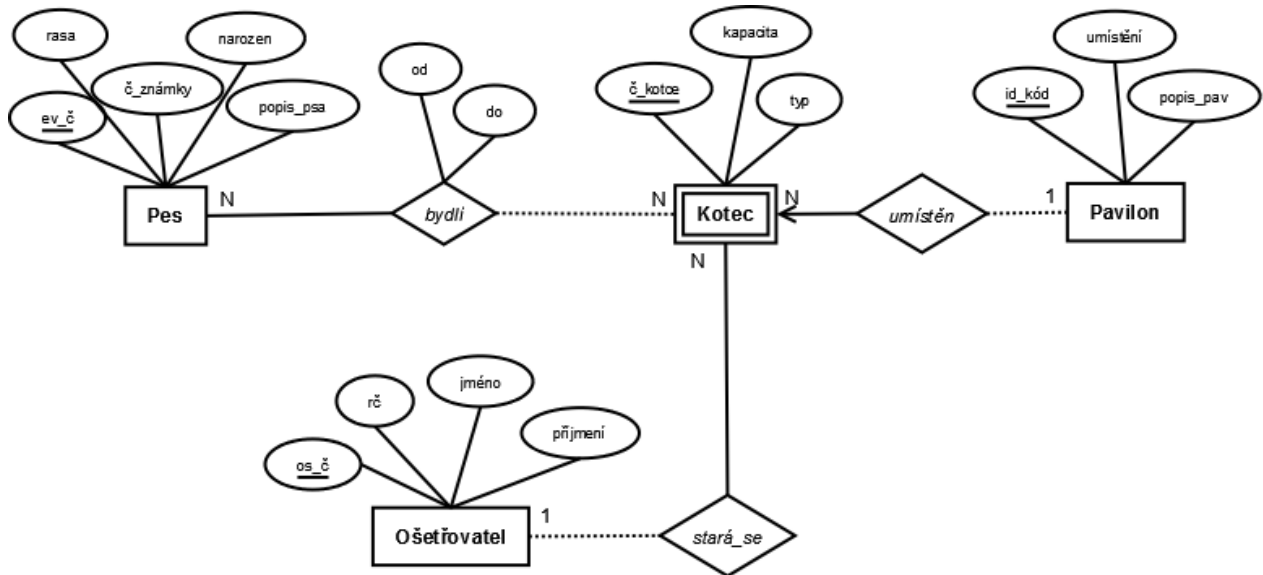 rasa
narozen
č_známky
ev_č
popis_psa
od
do
kapacita
č_kotce
typ
umístění
id_kód
popis_pav
Pes
N
bydli
N
Kotec
N
umístěn
1
Pavilon
N
rč
jméno
příjmení
os_č
Ošetřovatel
1
stará_se